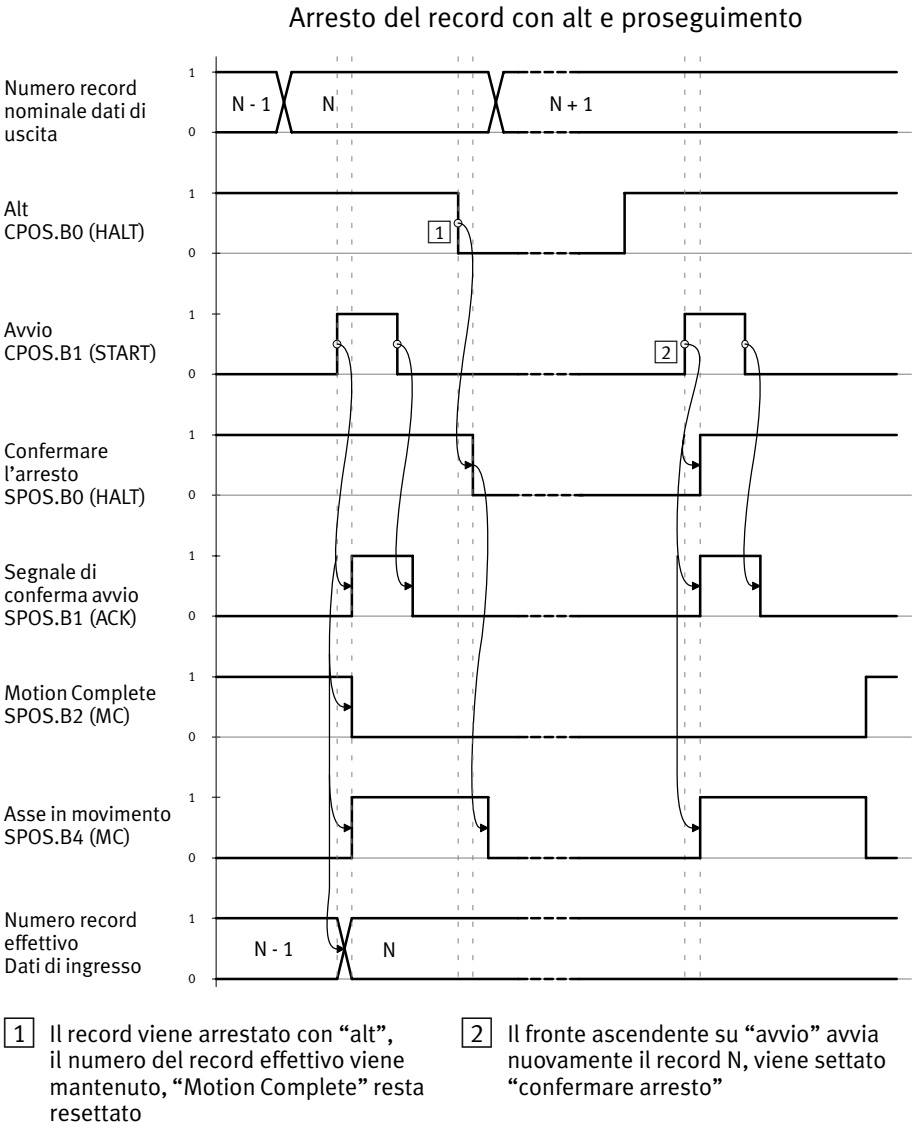 Arresto del record con alt e proseguimento
Numero record
nominale dati di
uscita
1
0
N - 1
N
N + 1
Alt
CPOS.B0 (HALT)
1
0
1
Avvio
CPOS.B1 (START)
1
0
2
Confermare
l’arresto
SPOS.B0 (HALT)
1
0
Segnale di
conferma avvio
SPOS.B1 (ACK)
1
0
Motion Complete
SPOS.B2 (MC)
1
0
Asse in movimento
SPOS.B4 (MC)
1
0
Numero record
effettivo
Dati di ingresso
1
0
N - 1
N
1 Il record viene arrestato con “alt”,
il numero del record effettivo viene
mantenuto, “Motion Complete” resta
resettato
2 Il fronte ascendente su “avvio” avvia
nuovamente il record N, viene settato
“confermare arresto”